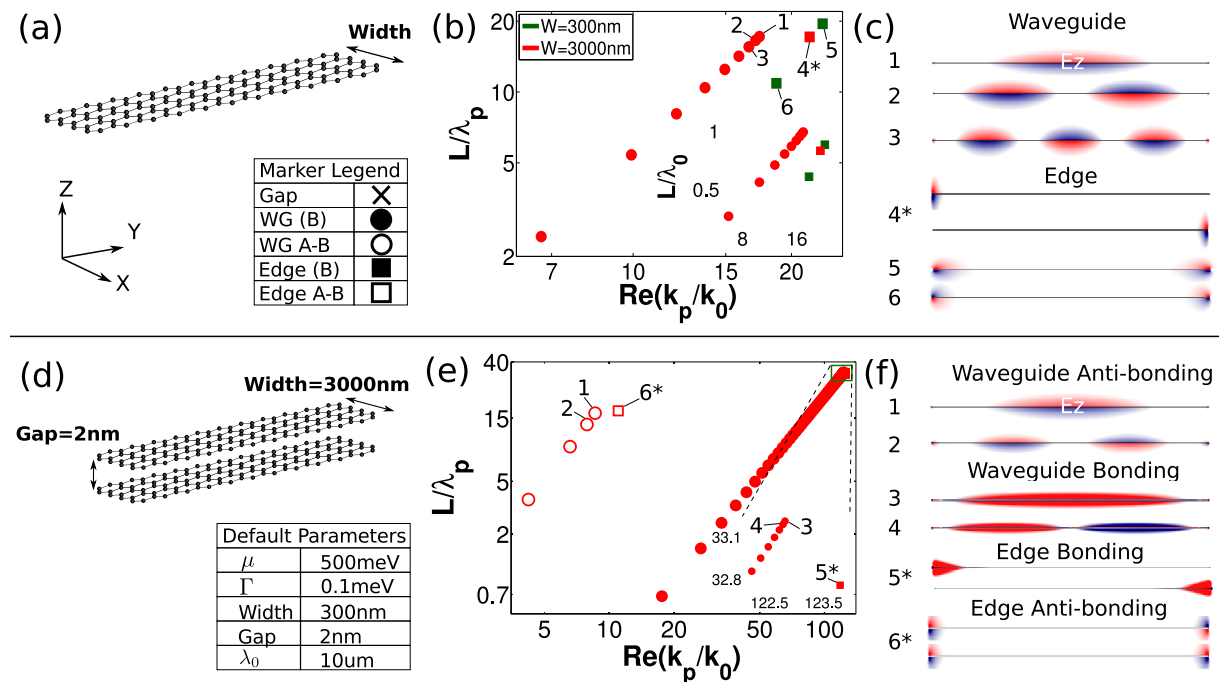 (a)
Width
Z
Y
X
Marker Legend
Gap
WG (B)
WG A-B
Edge (B)
Edge A-B
(b)
W=300nm
W=3000nm
L/λp
20
10
5
2
7
10
15
20
Re(kp/k0)
2
1
3
4*
5
6
L/λ0
1
0.5
8
16
(c)
Waveguide
1
Ez
2
3
Edge
4*
5
6
(d)
Width=3000nm
Gap=2nm
Default Parameters
μ 500meV
Γ 0.1meV
Width 300nm
Gap 2nm
λ0 10um
(e)
L/λp
40
15
5
2
0.7
5
10
20
40
100
Re(kp/k0)
1
2
6*
4
3
33.1
32.8
5*
122.5
123.5
(f)
Waveguide Anti-bonding
1
Ez
2
Waveguide Bonding
3
4
Edge Bonding
5*
Edge Anti-bonding
6*